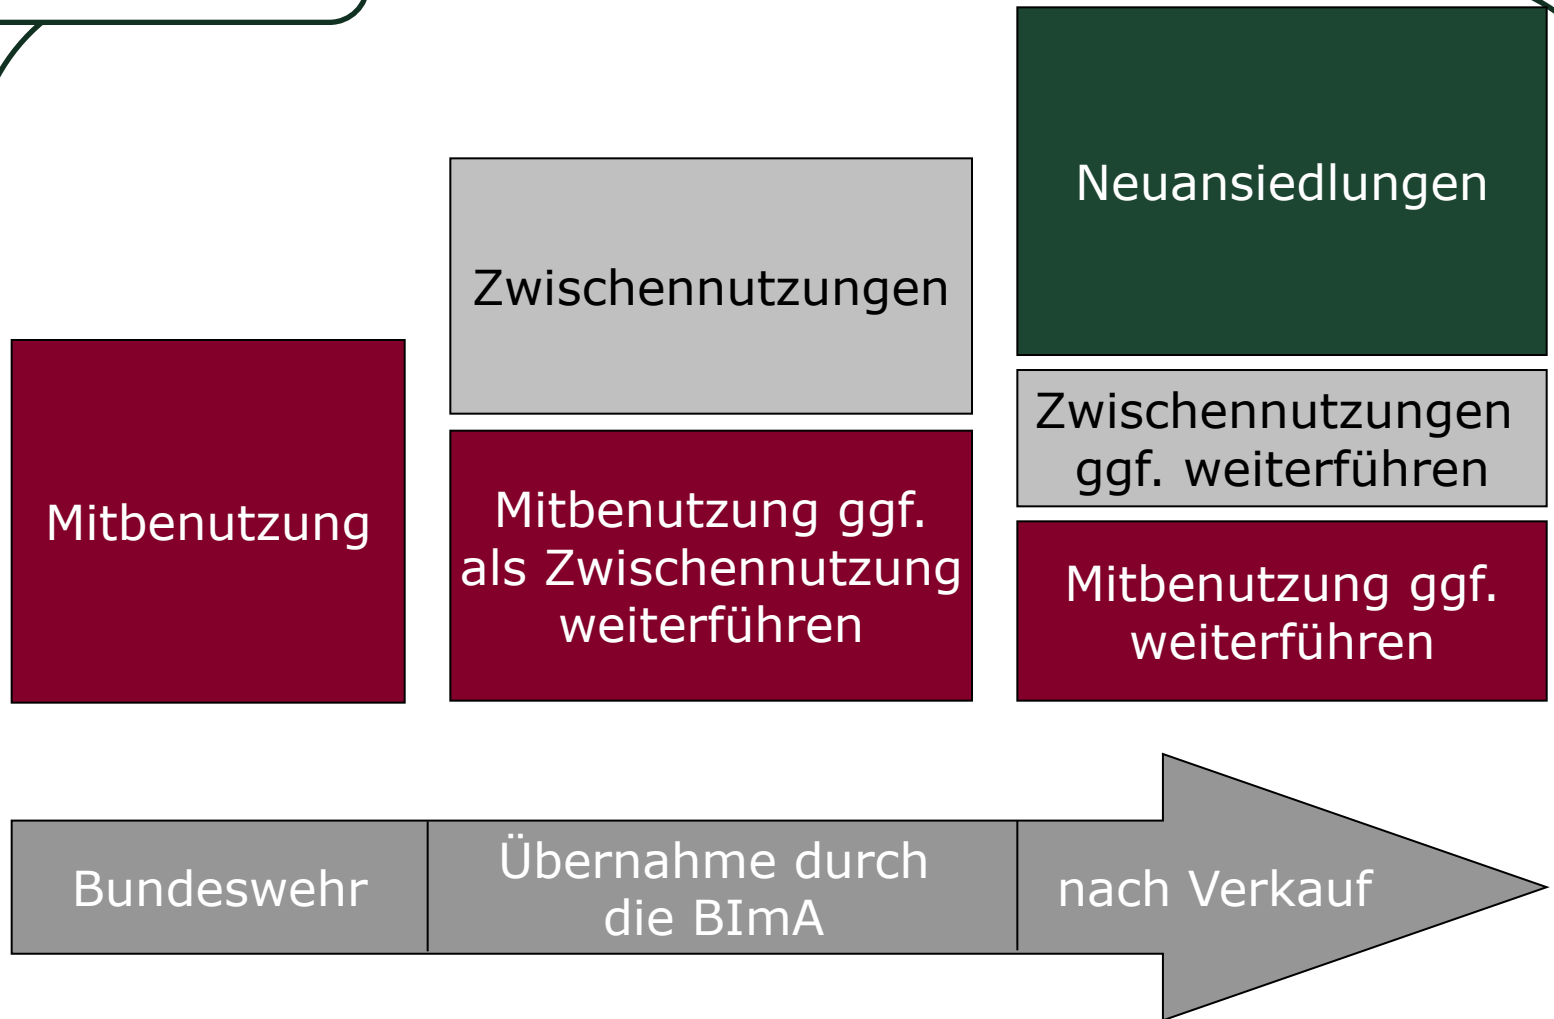 Mitbenutzung
Zwischennutzungen
Mitbenutzung ggf.
als Zwischennutzung
weiterführen
Neuansiedlungen
Zwischennutzungen
ggf. weiterführen
Mitbenutzung ggf.
weiterführen
Bundeswehr
Übernahme durch
die BImA
nach Verkauf